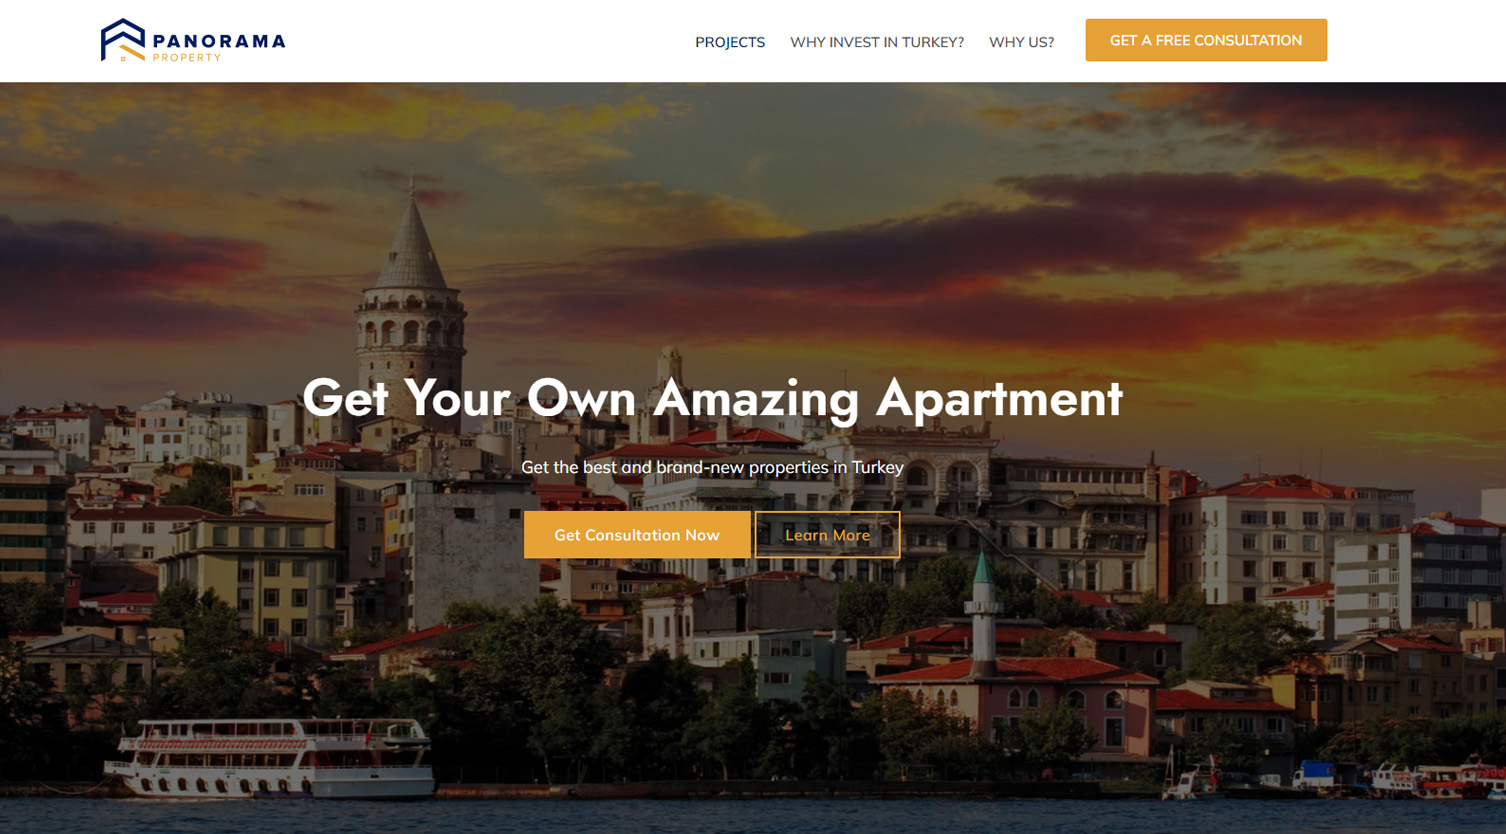 PANORAMA
PROPERTY
PROJECTS
WHY INVEST IN TURKEY?
WHY US?
GET A FREE CONSULTATION
Get Your Own Amazing Apartment
Get the best and brand-new properties in Turkey
Get Consultation Now
Learn More